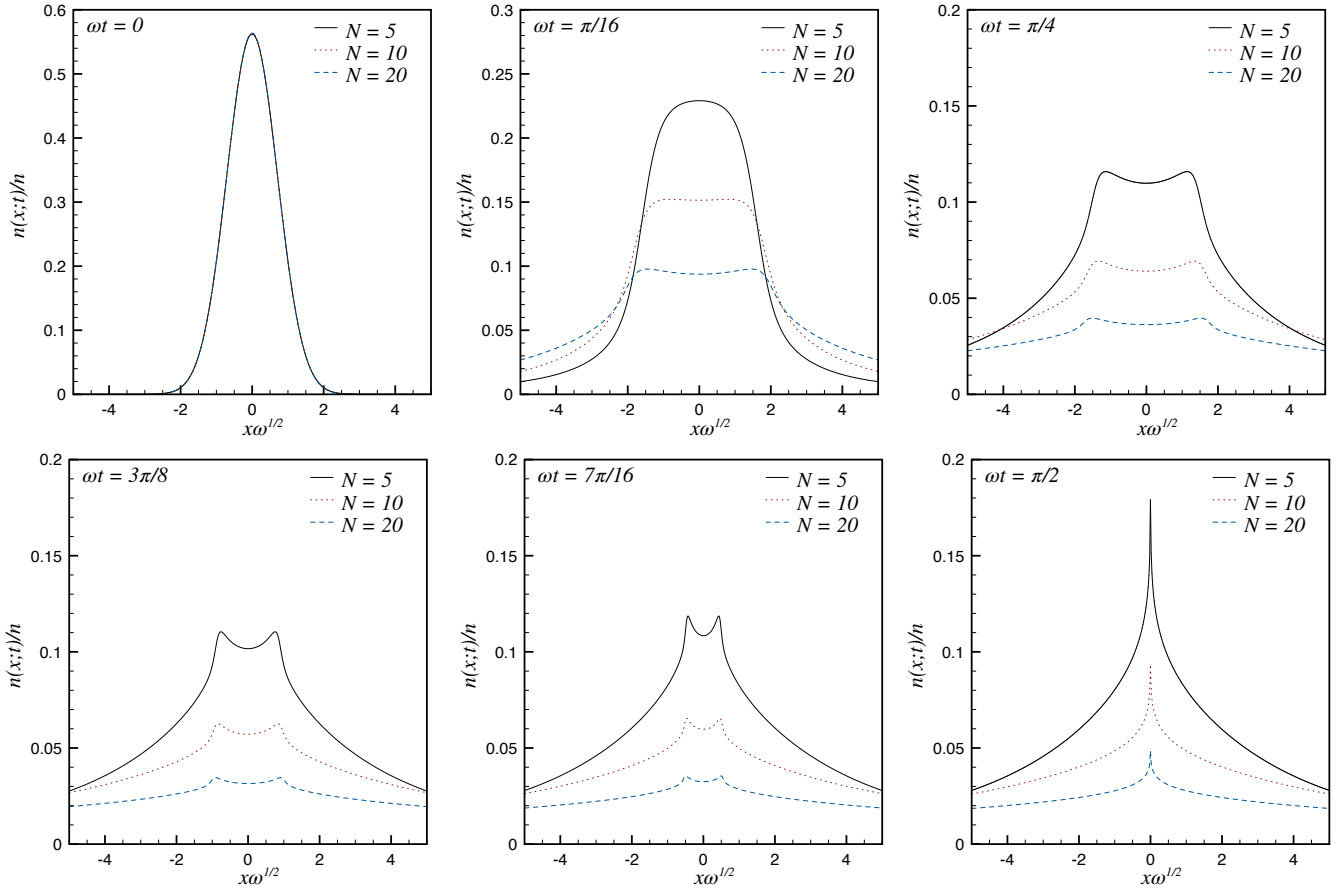 ωt = 0
N = 5
N = 10
N = 20
0.6
0.5
0.4
0.3
0.2
0.1
0
n(x;t)/n
-4 -2 0 2 4
xω^{1/2}
ωt = π/16
N = 5
N = 10
N = 20
0.3
0.25
0.2
0.15
0.1
0.05
0
n(x;t)/n
-4 -2 0 2 4
xω^{1/2}
ωt = π/4
N = 5
N = 10
N = 20
0.2
0.15
0.1
0.05
0
n(x;t)/n
-4 -2 0 2 4
xω^{1/2}
ωt = 3π/8
N = 5
N = 10
N = 20
0.2
0.15
0.1
0.05
0
n(x;t)/n
-4 -2 0 2 4
xω^{1/2}
ωt = 7π/16
N = 5
N = 10
N = 20
0.2
0.15
0.1
0.05
0
n(x;t)/n
-4 -2 0 2 4
xω^{1/2}
ωt = π/2
N = 5
N = 10
N = 20
0.2
0.15
0.1
0.05
0
n(x;t)/n
-4 -2 0 2 4
xω^{1/2}